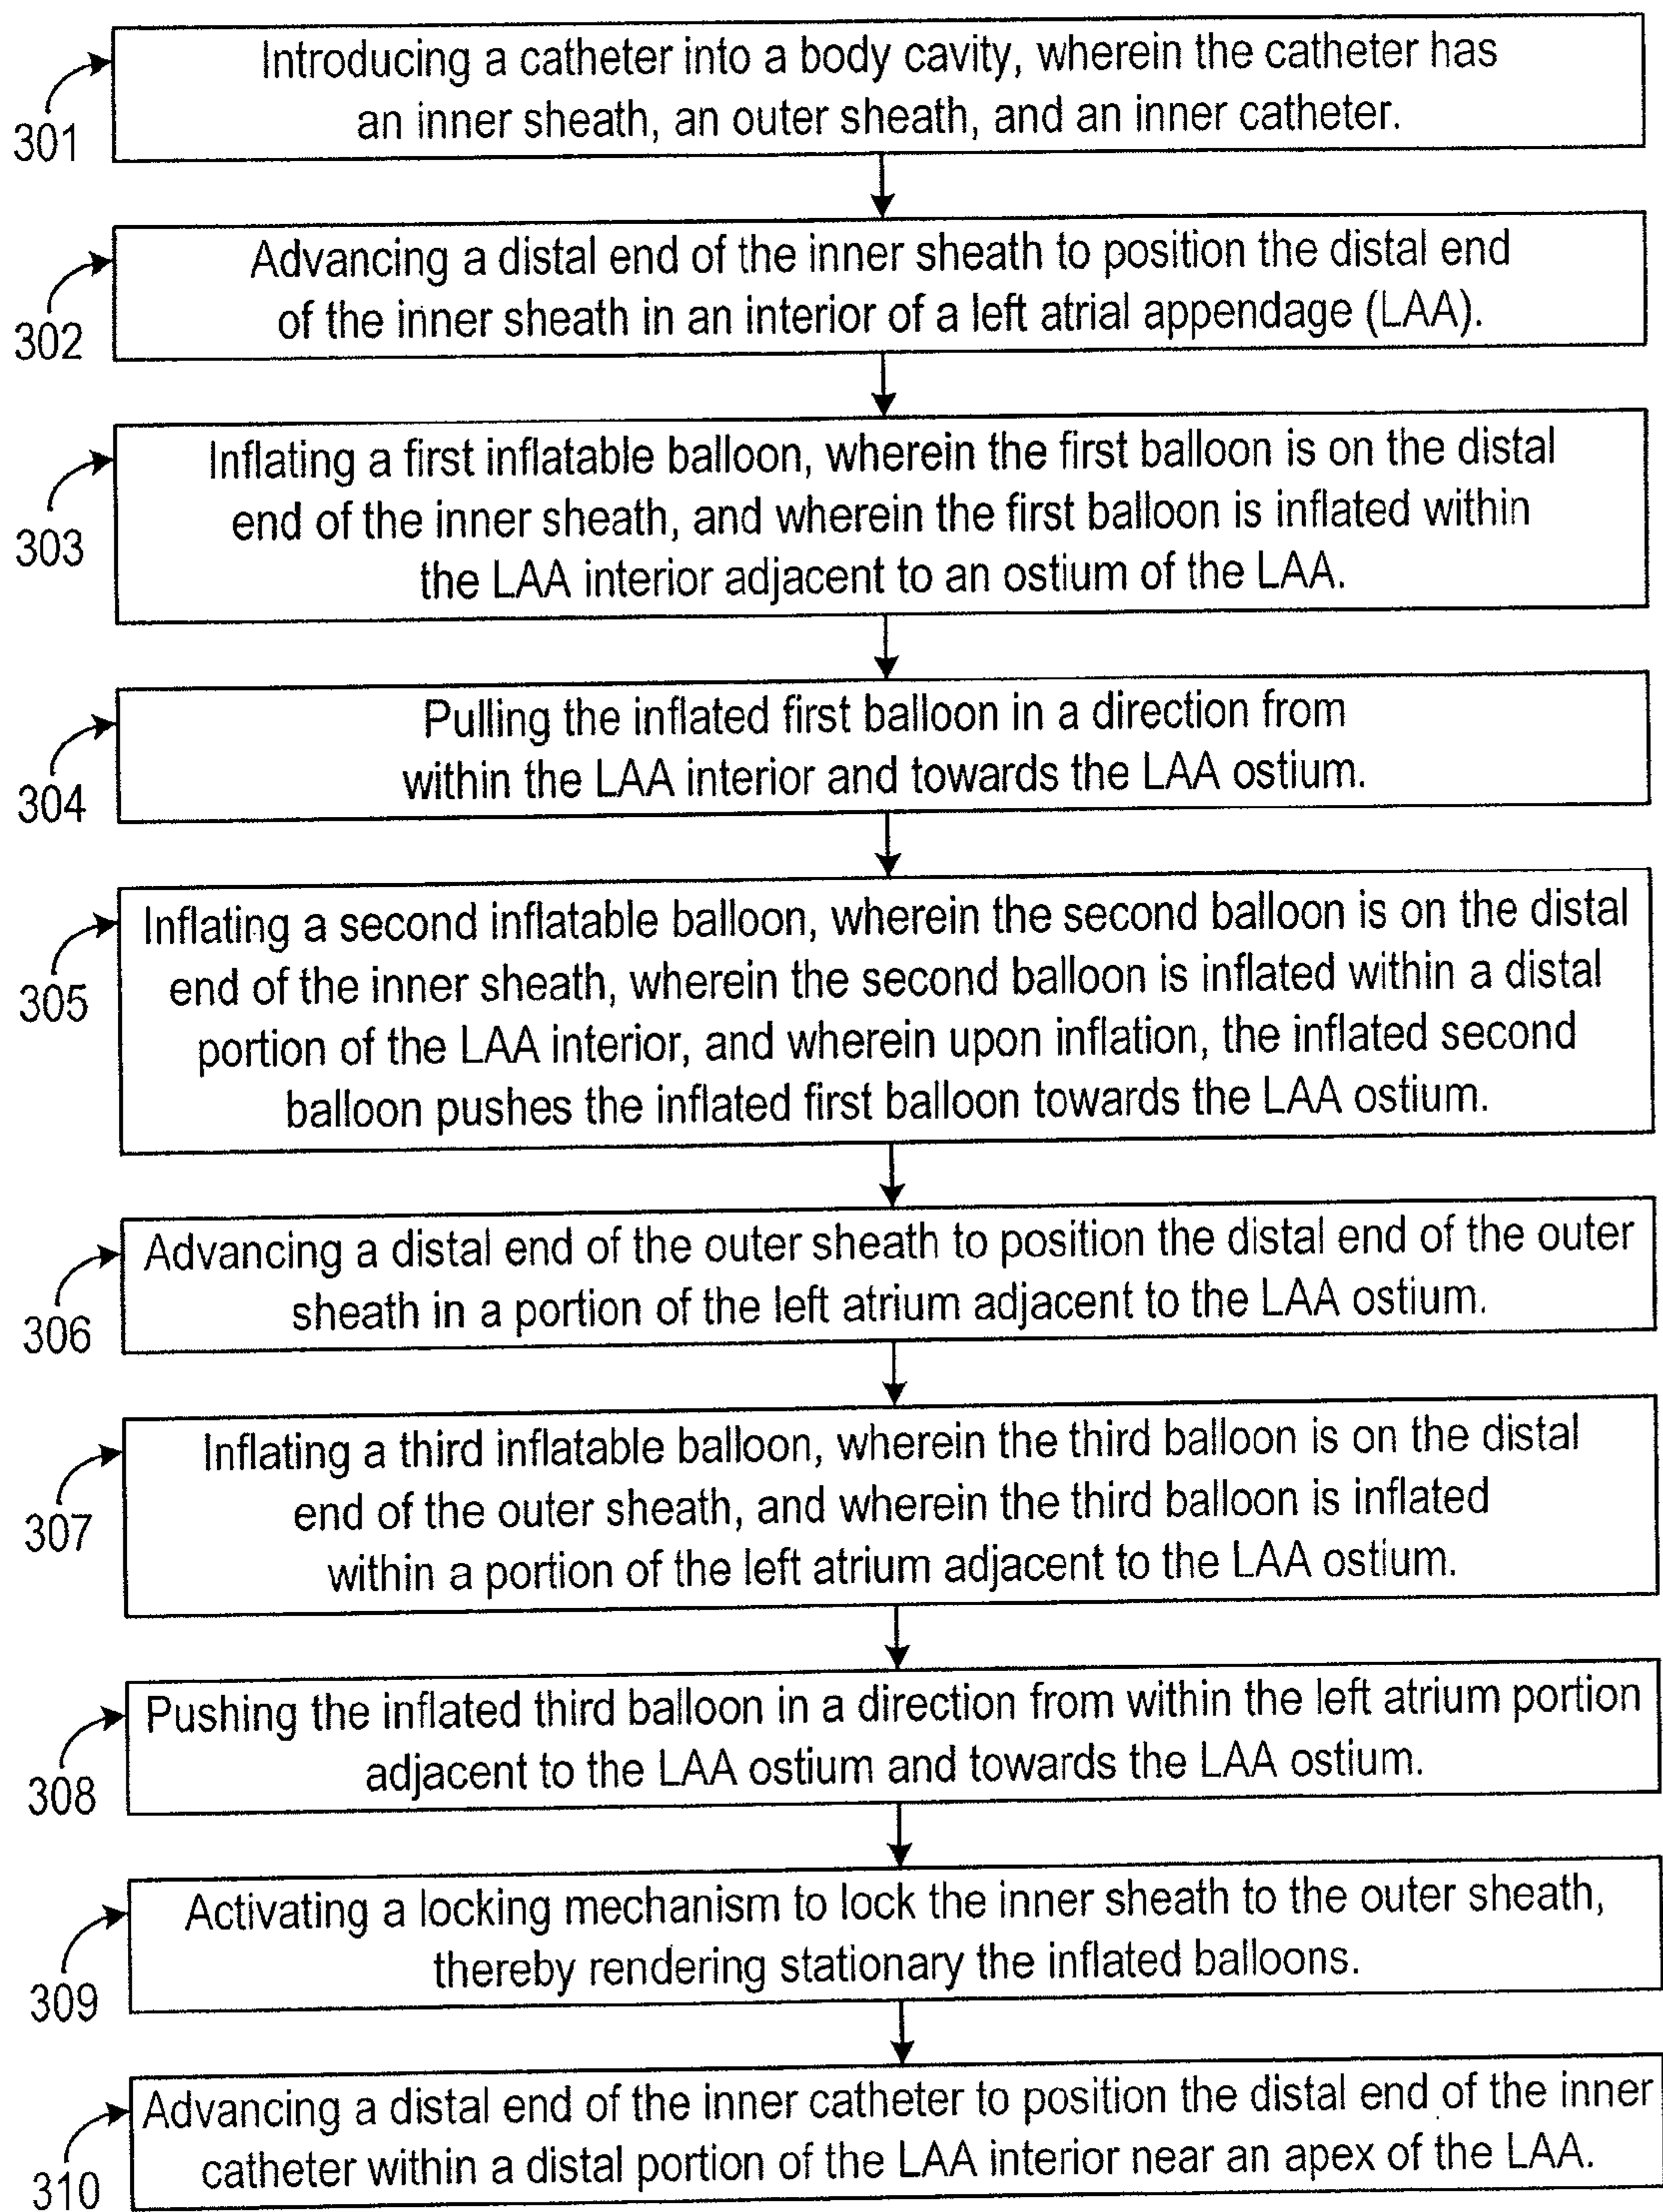 Introducing a catheter into a body cavity, wherein the catheter has
an inner sheath, an outer sheath, and an inner catheter.
301
Advancing a distal end of the inner sheath to position the distal end
of the inner sheath in an interior of a left atrial appendage (LAA).
302
Inflating a first inflatable balloon, wherein the first balloon is on the distal
end of the inner sheath, and wherein the first balloon is inflated within
the LAA interior adjacent to an ostium of the LAA.
303
Pulling the inflated first balloon in a direction from
within the LAA interior and towards the LAA ostium.
304
Inflating a second inflatable balloon, wherein the second balloon is on the distal
end of the inner sheath, wherein the second balloon is inflated within a distal
portion of the LAA interior, and wherein upon inflation, the inflated second
balloon pushes the inflated first balloon towards the LAA ostium.
305
Advancing a distal end of the outer sheath to position the distal end of the outer
sheath in a portion of the left atrium adjacent to the LAA ostium.
306
Inflating a third inflatable balloon, wherein the third balloon is on the distal
end of the outer sheath, and wherein the third balloon is inflated
within a portion of the left atrium adjacent to the LAA ostium.
307
Pushing the inflated third balloon in a direction from within the left atrium portion
adjacent to the LAA ostium and towards the LAA ostium.
308
Activating a locking mechanism to lock the inner sheath to the outer sheath,
thereby rendering stationary the inflated balloons.
309
Advancing a distal end of the inner catheter to position the distal end of the inner
catheter within a distal portion of the LAA interior near an apex of the LAA.
310